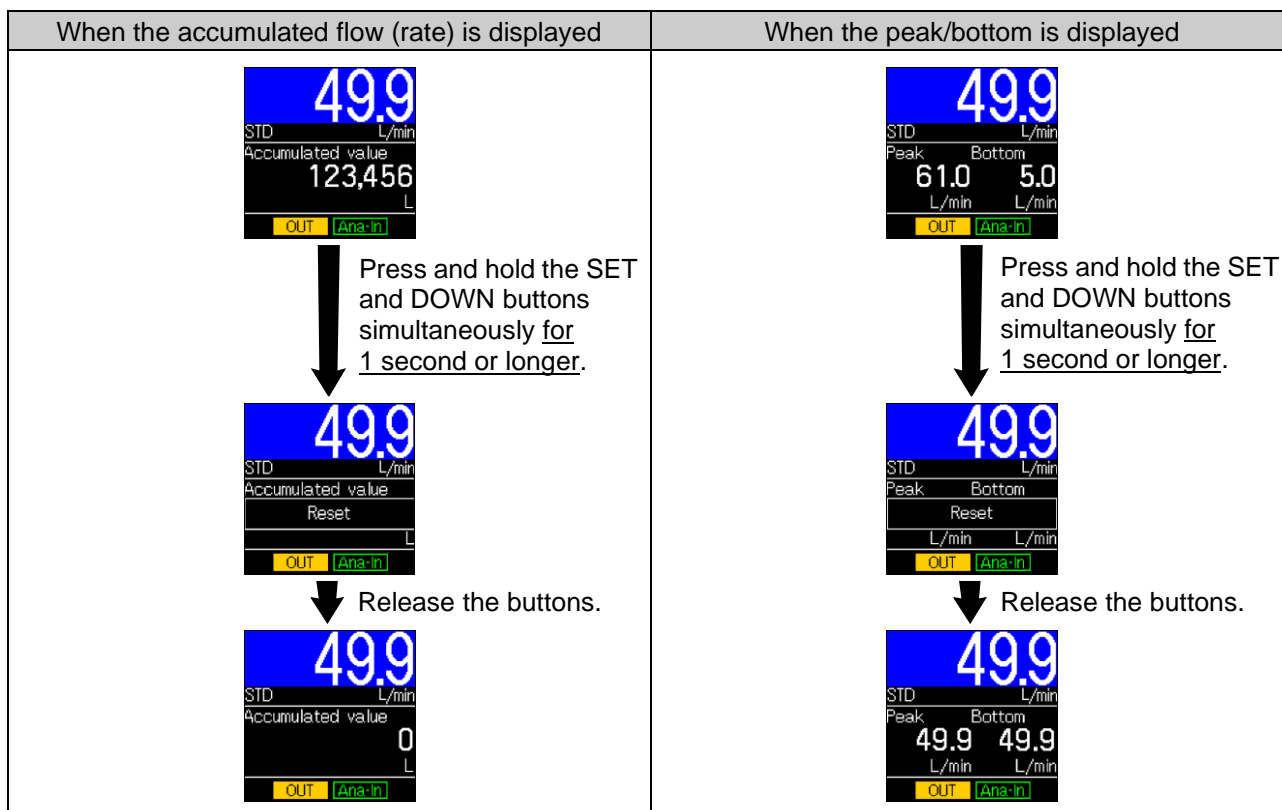 When the accumulated flow (rate) is displayed
49.9
STD L/min
Accumulated value
123,456
L
OUT Ana-In
Press and hold the SET
and DOWN buttons
simultaneously for
1 second or longer.
49.9
STD L/min
Accumulated value
Reset
L
OUT Ana-In
Release the buttons.
49.9
STD L/min
Accumulated value
0
L
OUT Ana-In
When the peak/bottom is displayed
49.9
STD L/min
Peak Bottom
61.0 5.0
L/min L/min
OUT Ana-In
Press and hold the SET
and DOWN buttons
simultaneously for
1 second or longer.
49.9
STD L/min
Peak Bottom
Reset
L/min L/min
OUT Ana-In
Release the buttons.
49.9
STD L/min
Peak Bottom
49.9 49.9
L/min L/min
OUT Ana-In